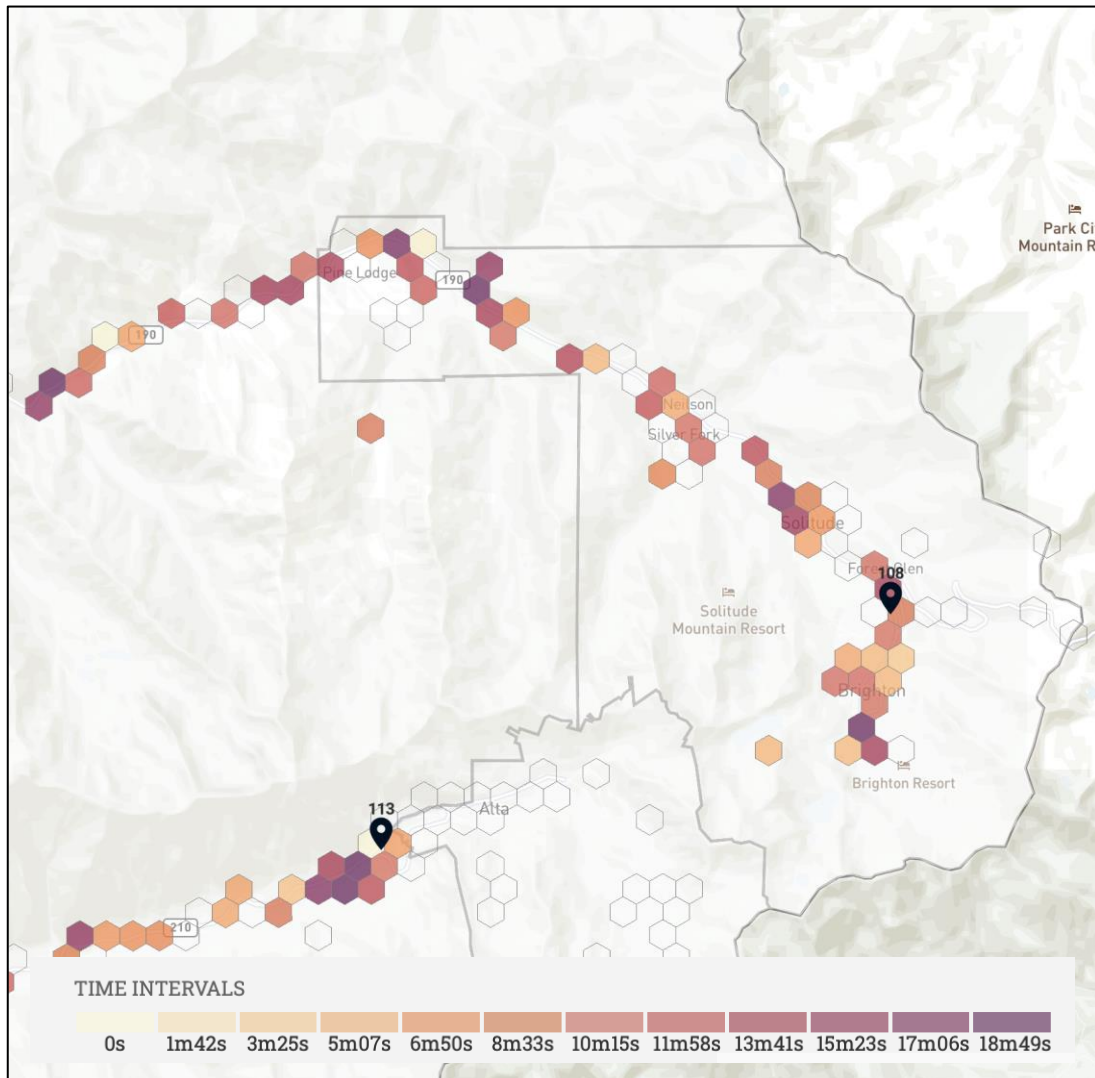 Park Ci
Mountain R
Pine Lodge
190
190
Neilson
Silver Fork
Solitude
Forest Glen
108
Solitude
Mountain Resort
Brighton
Brighton Resort
Alta
113
210
TIME INTERVALS
0s 1m42s 3m25s 5m07s 6m50s 8m33s 10m15s 11m58s 13m41s 15m23s 17m06s 18m49s